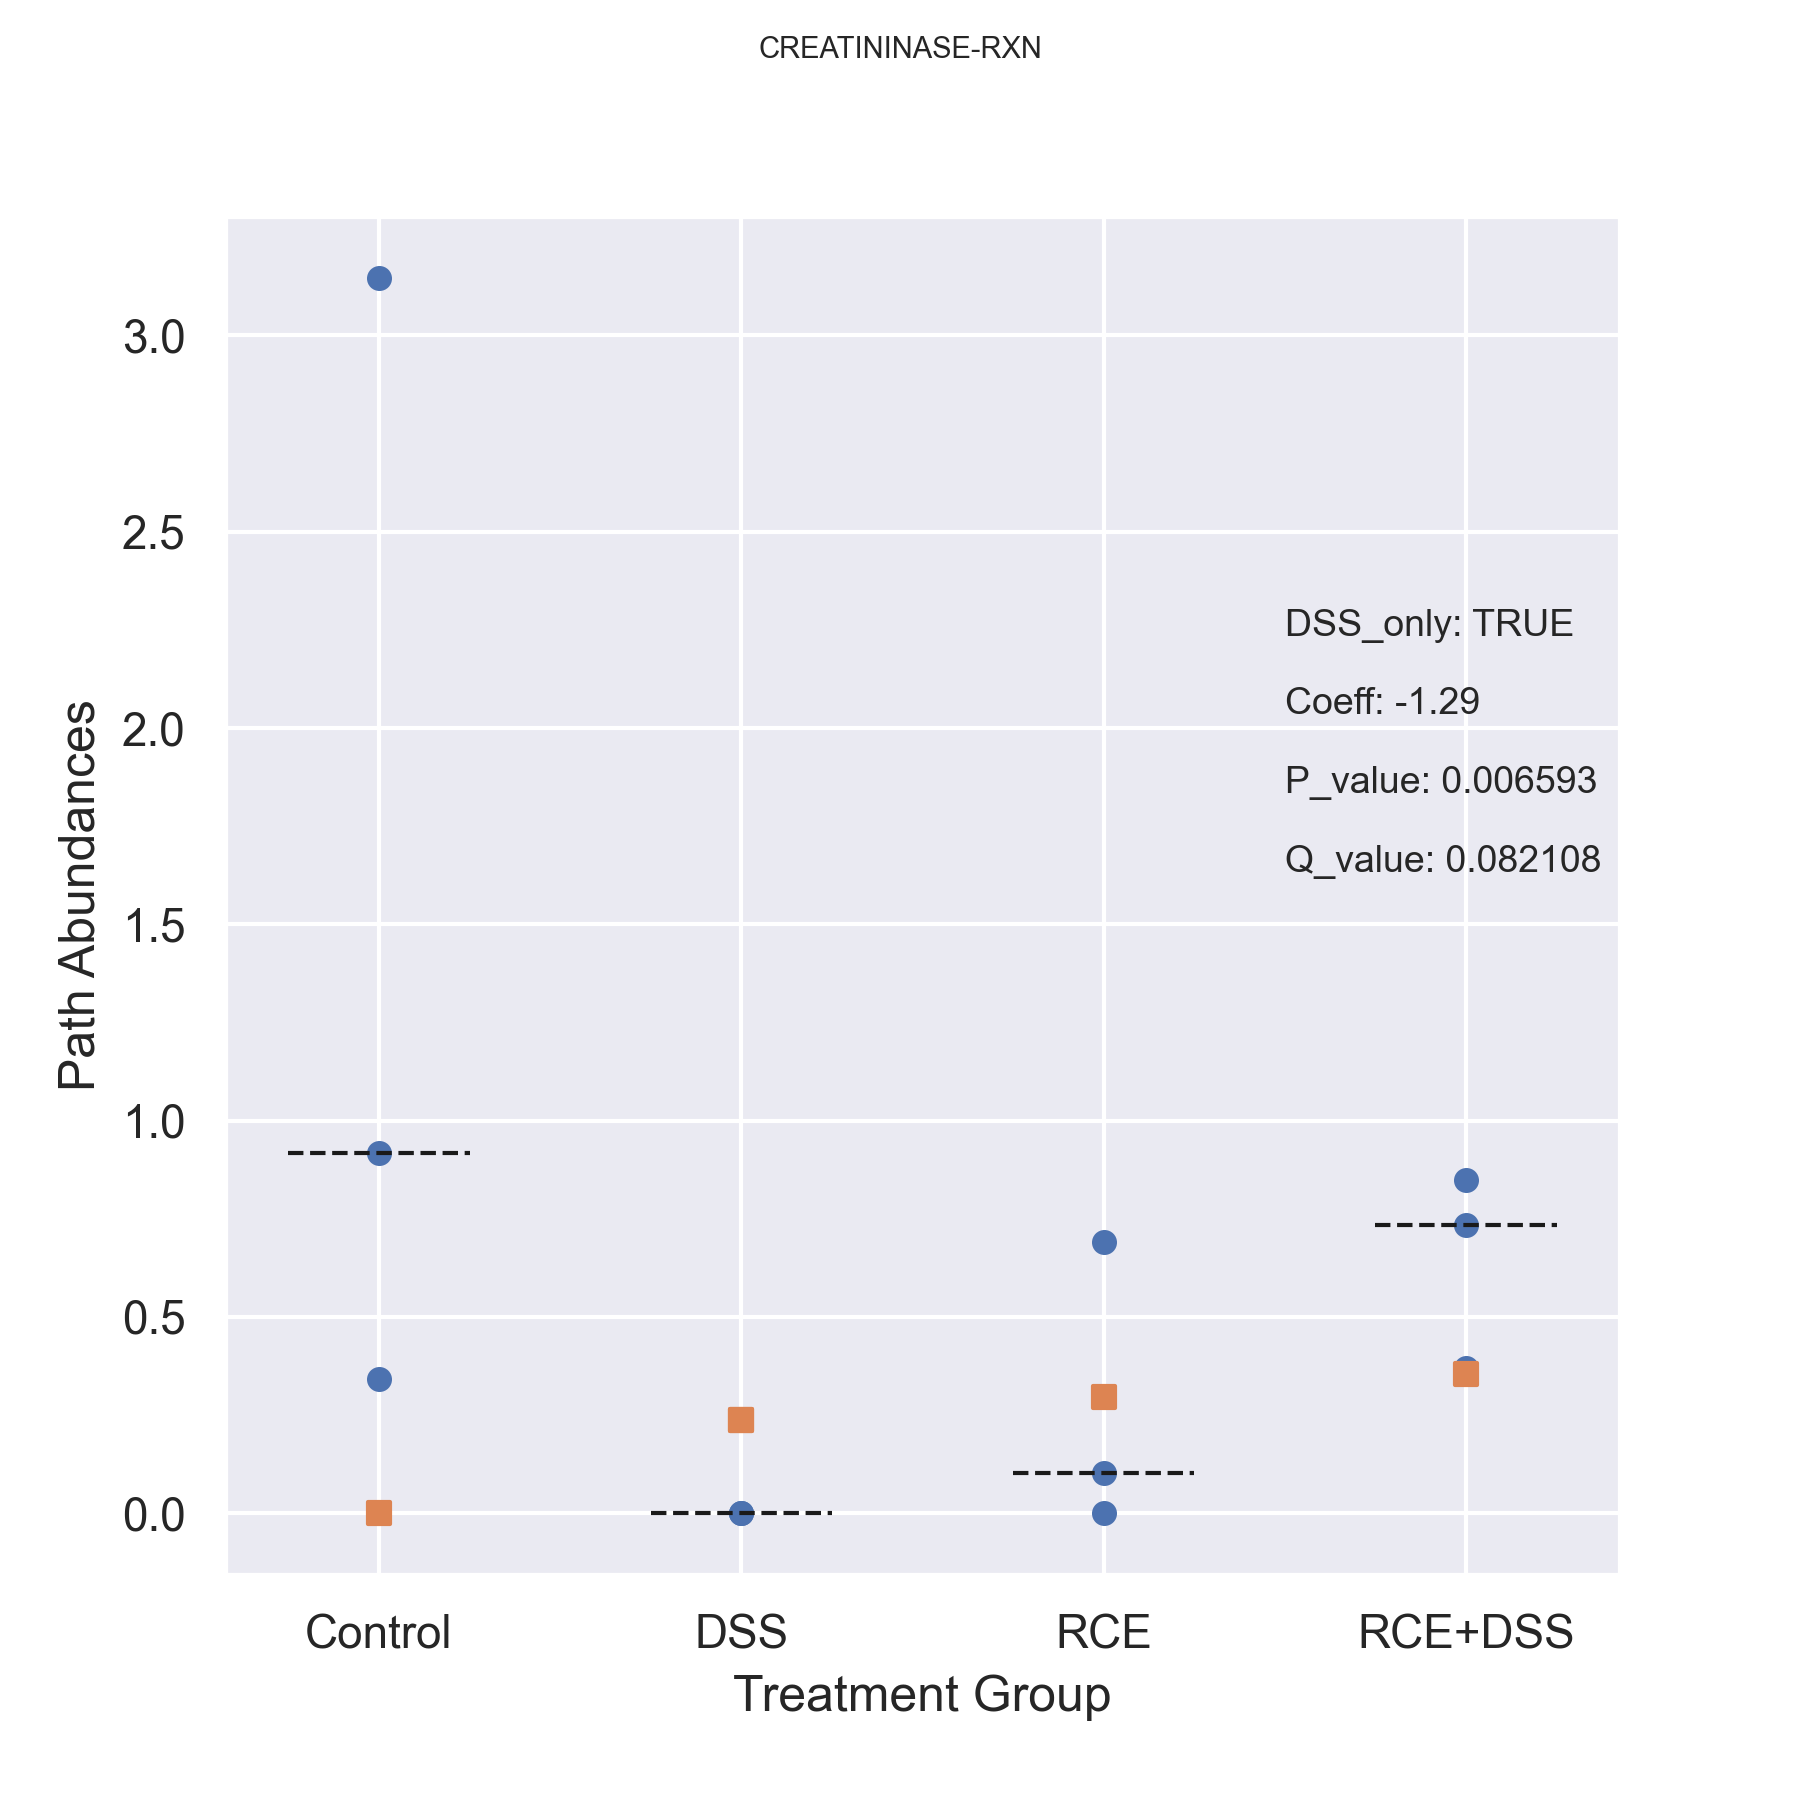 CREATININASE-RXN
3.0
2.5
2.0
1.5
1.0
0.5
0.0
Path Abundances
DSS_only: TRUE
Coeff: -1.29
P_value: 0.006593
Q_value: 0.082108
Control
DSS
RCE
RCE+DSS
Treatment Group